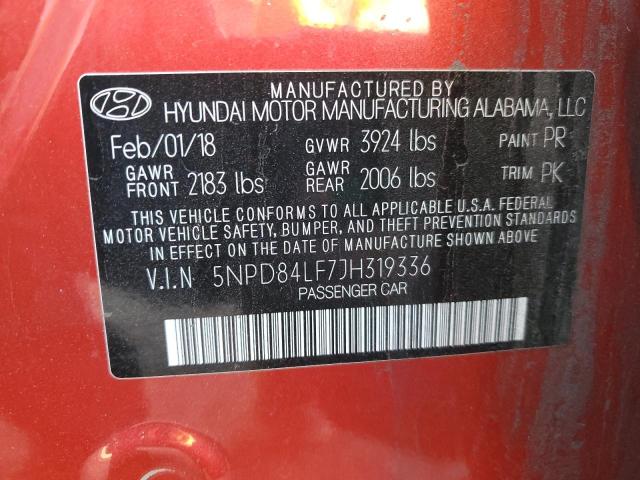 MANUFACTURED BY
HYUNDAI MOTOR MANUFACTURING ALABAMA, LLC
Feb/01/18 GVWR 3924 lbs PAINT PR
GAWR FRONT 2183 lbs GAWR REAR 2006 lbs TRIM PK
THIS VEHICLE CONFORMS TO ALL APPLICABLE U.S.A. FEDERAL
MOTOR VEHICLE SAFETY, BUMPER, AND THEFT PREVENTION STANDARDS
IN EFFECT ON THE DATE OF MANUFACTURE SHOWN ABOVE
V.I.N 5NPD84LF7JH319336
PASSENGER CAR